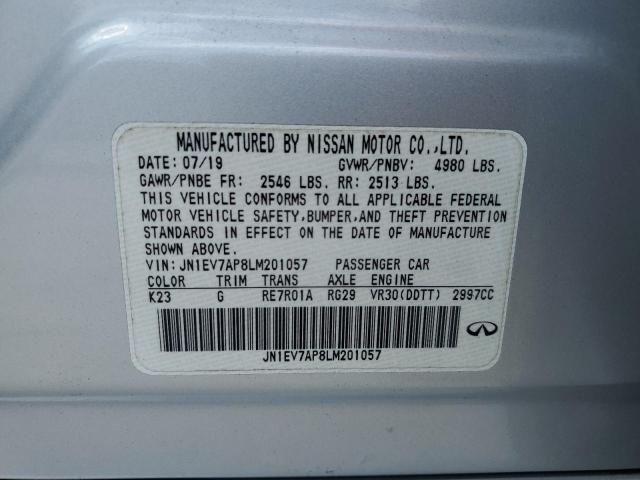 MANUFACTURED BY NISSAN MOTOR CO.,LTD.
DATE: 07/19 GVWR/PNBV: 4980 LBS.
GAWR/PNBE FR: 2546 LBS. RR: 2513 LBS.
THIS VEHICLE CONFORMS TO ALL APPLICABLE FEDERAL
MOTOR VEHICLE SAFETY,BUMPER,AND THEFT PREVENTION
STANDARDS IN EFFECT ON THE DATE OF MANUFACTURE
SHOWN ABOVE.
VIN: JN1EV7AP8LM201057 PASSENGER CAR
COLOR TRIM TRANS AXLE ENGINE
K23 G RE7R01A RG29 VR30(DDTT) 2997CC
JN1EV7AP8LM201057